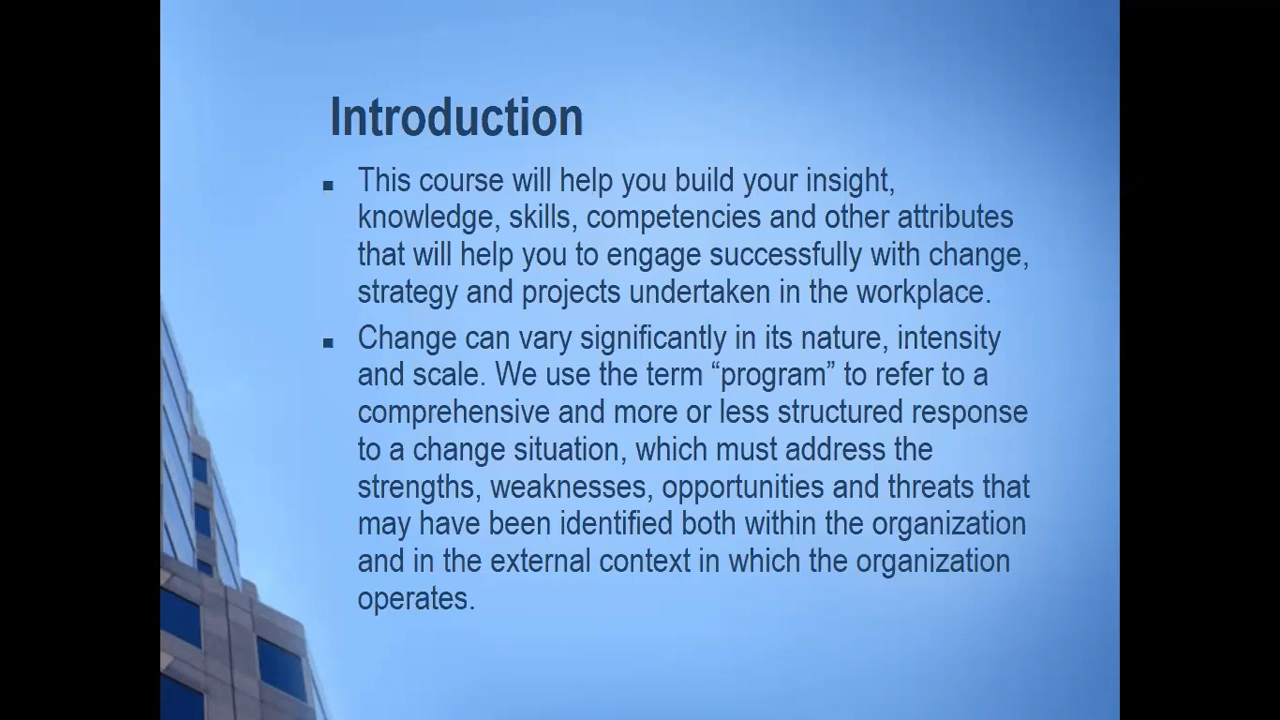 Introduction
▪ This course will help you build your insight,
knowledge, skills, competencies and other attributes
that will help you to engage successfully with change,
strategy and projects undertaken in the workplace.
▪ Change can vary significantly in its nature, intensity
and scale. We use the term “program” to refer to a
comprehensive and more or less structured response
to a change situation, which must address the
strengths, weaknesses, opportunities and threats that
may have been identified both within the organization
and in the external context in which the organization
operates.